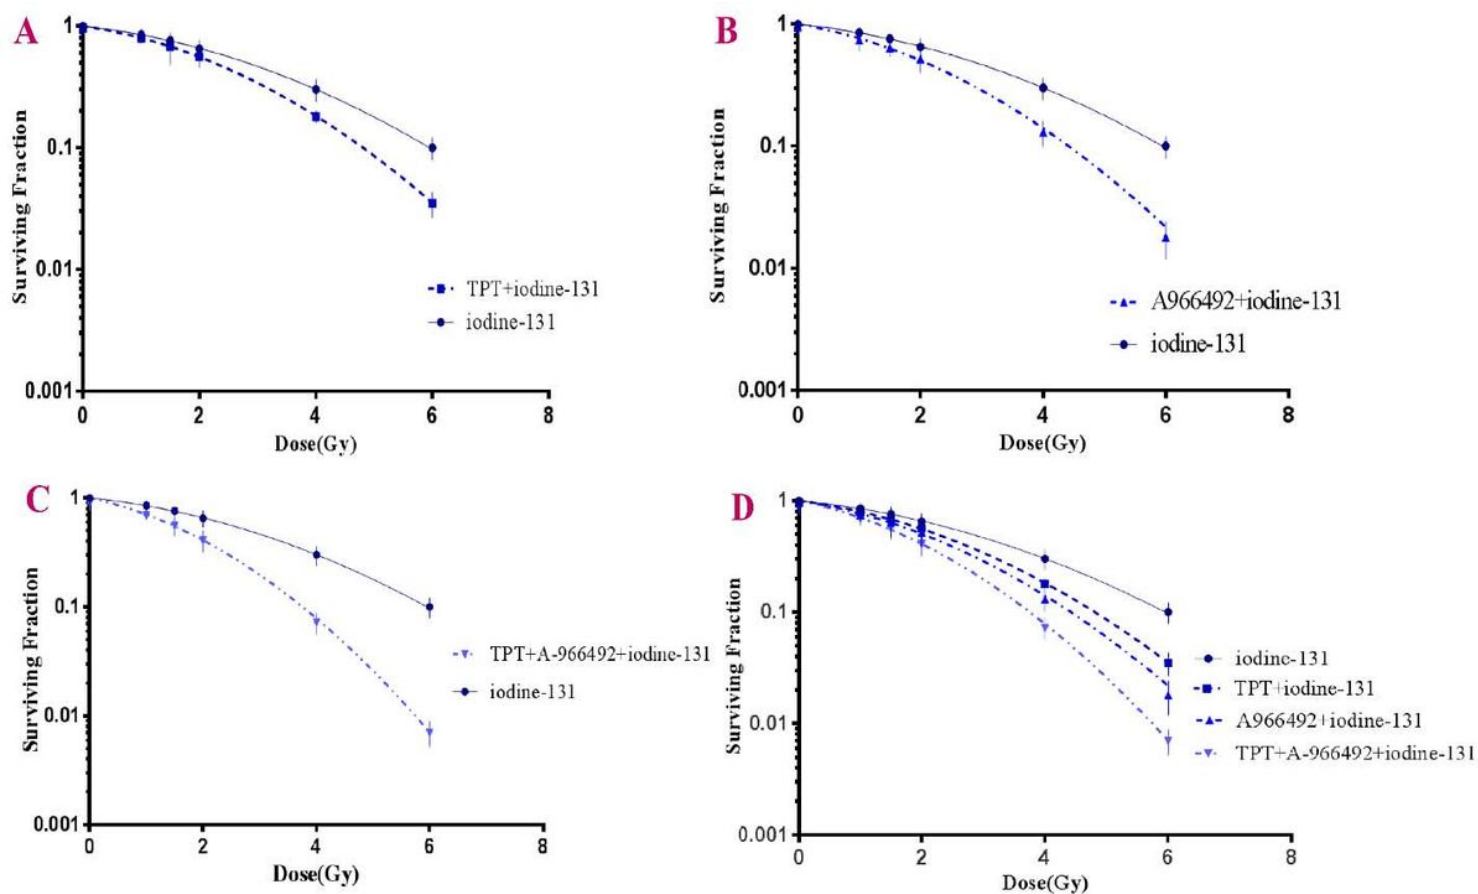 A
Surviving Fraction
1
0.1
0.01
0.001
TPT+iodine-131
iodine-131
0 2 4 6 8
Dose(Gy)
B
Surviving Fraction
1
0.1
0.01
0.001
A966492+iodine-131
iodine-131
0 2 4 6 8
Dose(Gy)
C
Surviving Fraction
1
0.1
0.01
0.001
TPT+A-966492+iodine-131
iodine-131
0 2 4 6 8
Dose(Gy)
D
Surviving Fraction
1
0.1
0.01
0.001
iodine-131
TPT+iodine-131
A966492+iodine-131
TPT+A-966492+iodine-131
0 2 4 6 8
Dose(Gy)